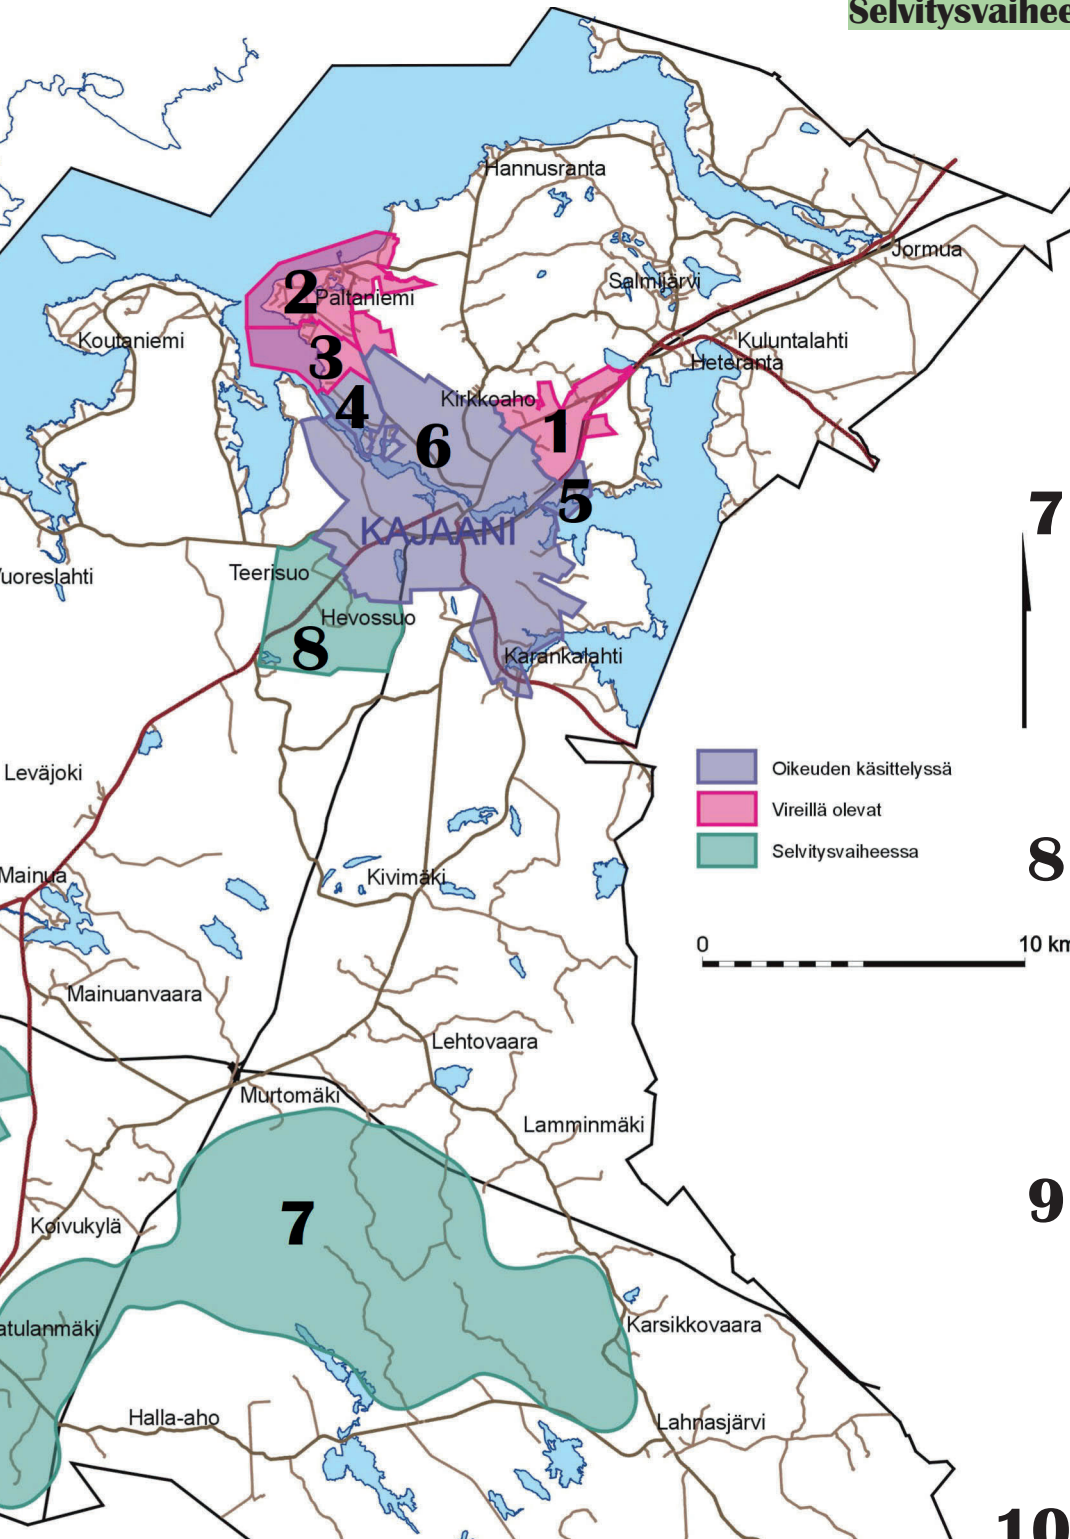 Selvitysvaihee
Hannusranta
Jormua
Salmijärvi
2
Paltaniemi
Koutaniemi
3
Kuluntalahti
Heteranta
4
Kirkkoaho
1
6
5
7
KAJAANI
Teerisuo
uoreslahti
Hevossuo
8
Karankalahti
Leväjoki
Oikeuden käsittelyssä
Vireillä olevat
Selvitysvaiheessa
8
Mainua
Kivimäki
0 10 km
Mainuanvaara
Lehtovaara
Murtomäki
Lamminmäki
9
7
Koivukylä
atulanmäki
Karsikkovaara
Halla-aho
Lahnasjärvi
10